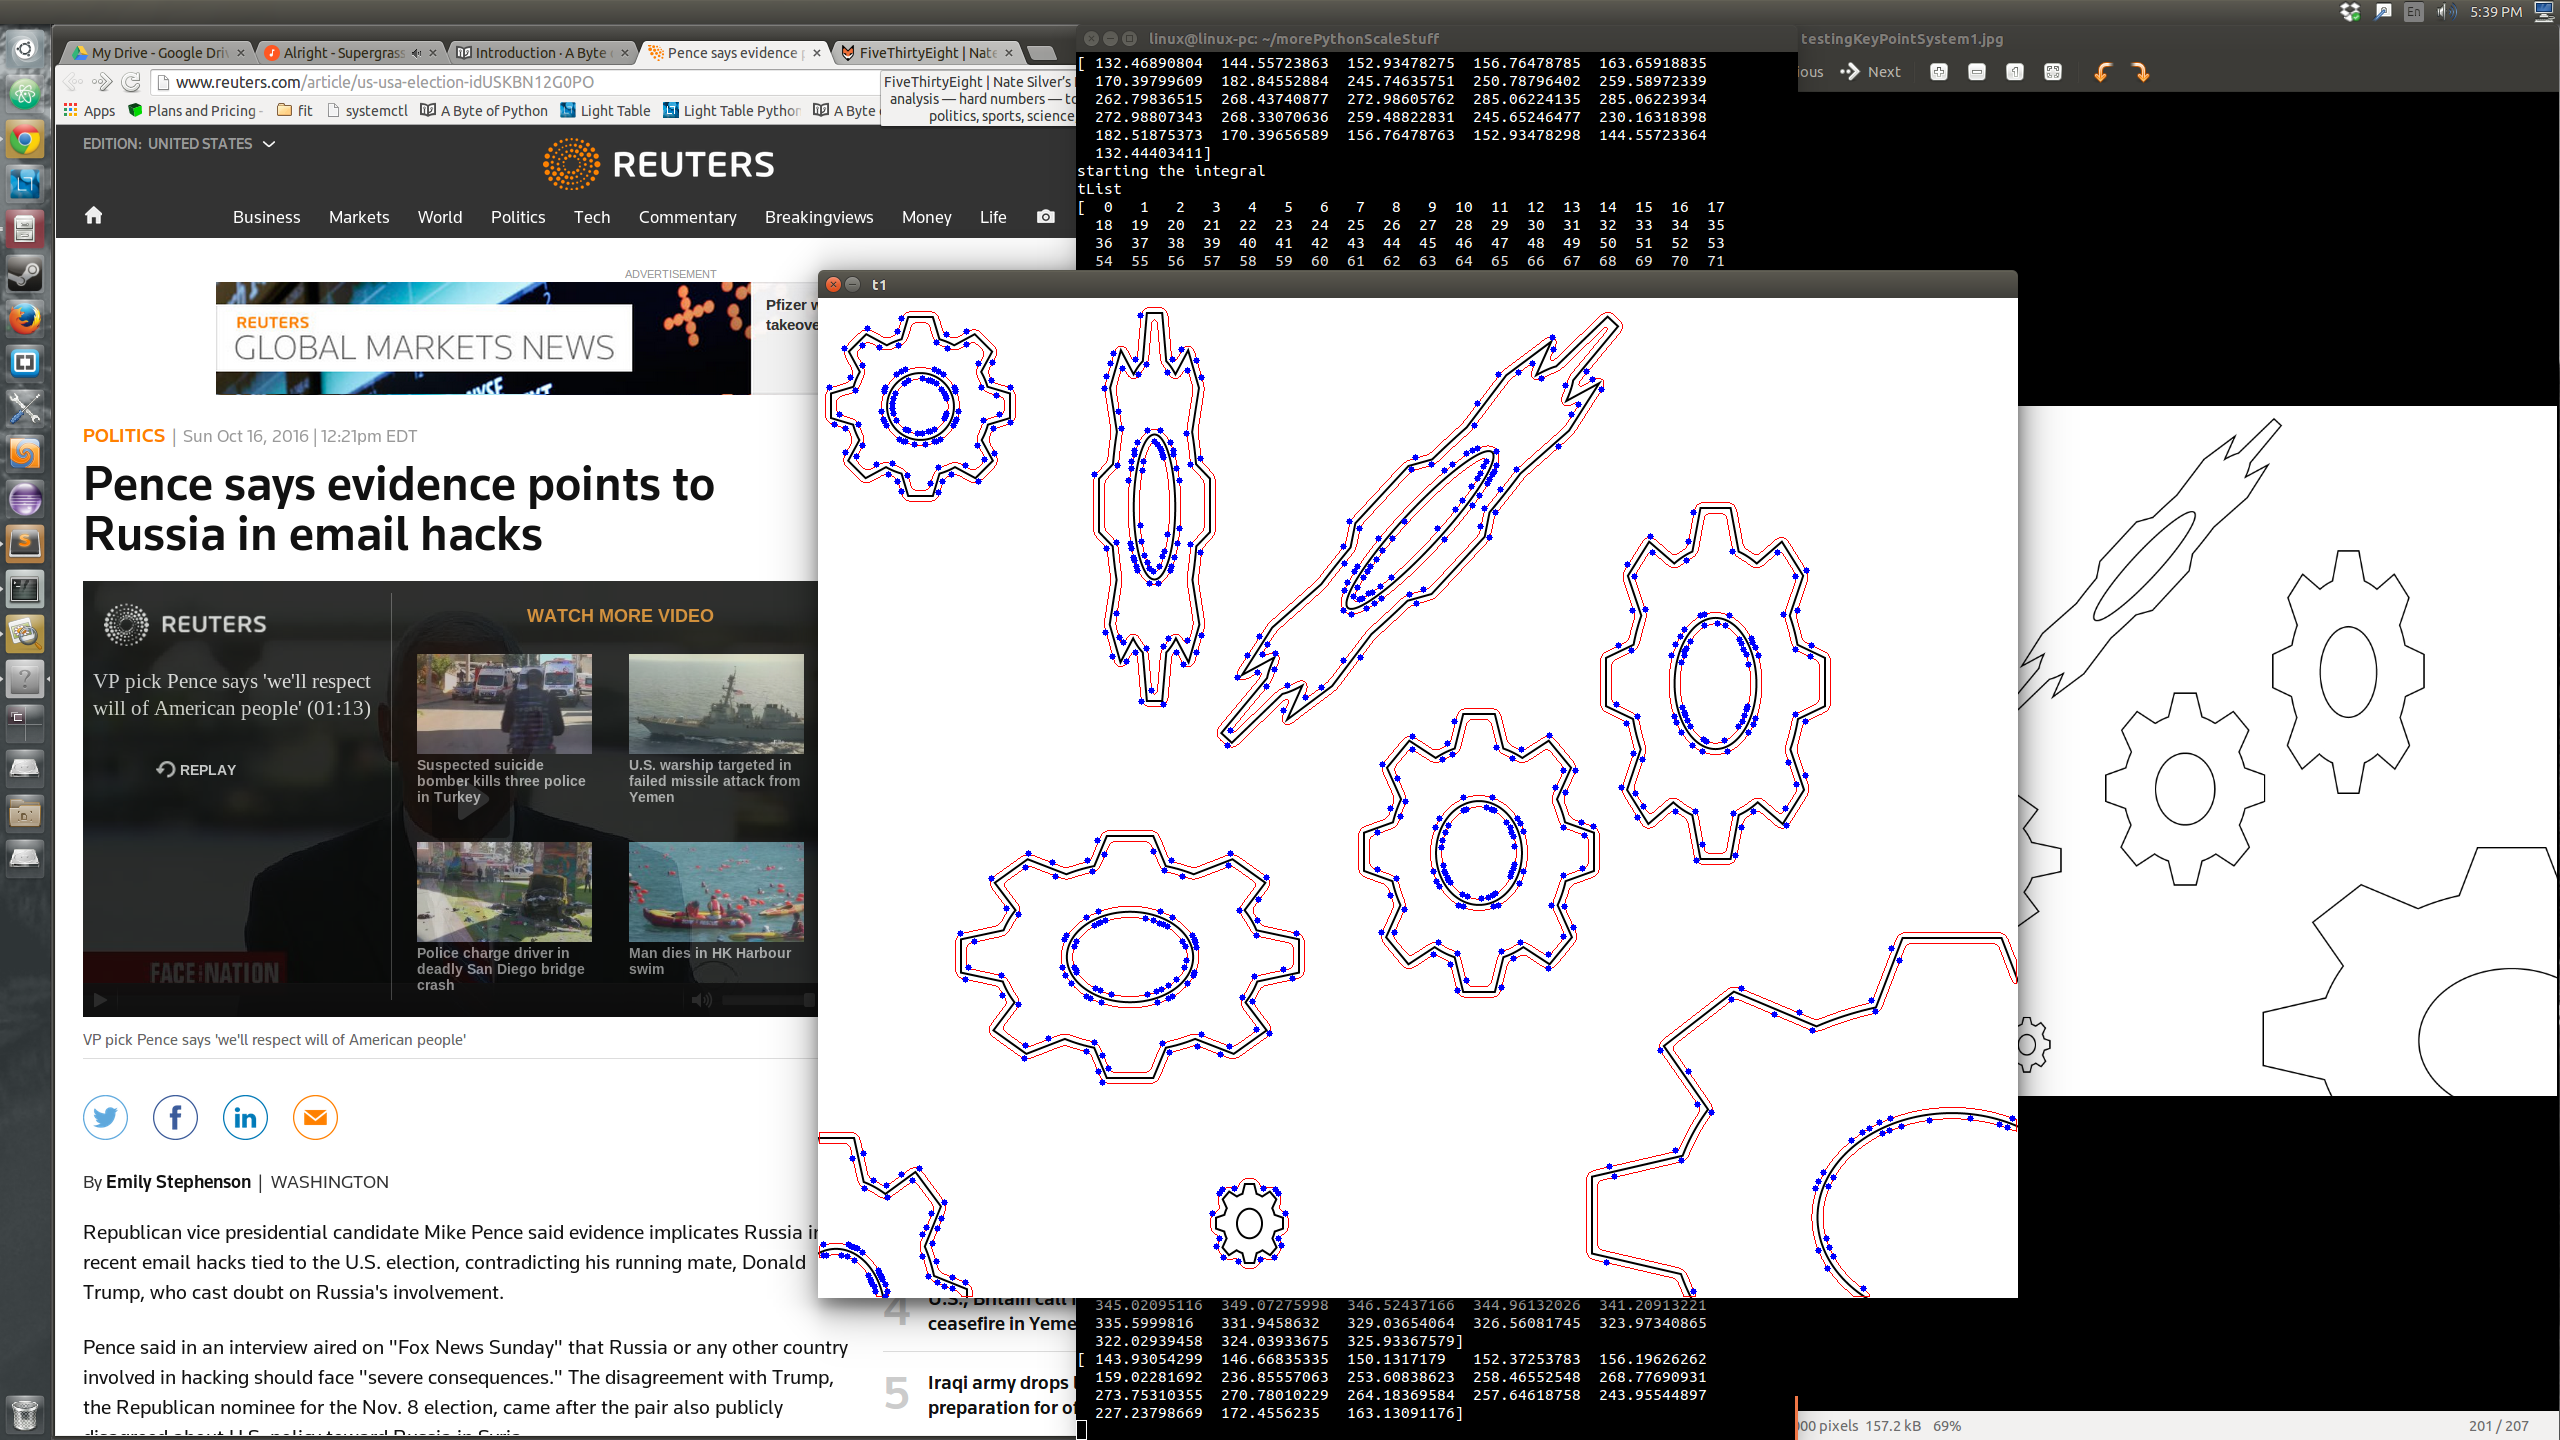 En
5:39 PM
My Drive - Google Driv
Alright - Supergrass
Introduction · A Byte
Pence says evidence p
FiveThirtyEight | Nate
www.reuters.com/article/us-usa-election-idUSKBN12G0PO
FiveThirtyEight | Nate Silver's
analysis — hard numbers — to
politics, sports, science
Apps
Plans and Pricing -
fit
systemctl
A Byte of Python
Light Table
Light Table Python
A Byte
EDITION: UNITED STATES
REUTERS
Business Markets World Politics Tech Commentary Breakingviews Money Life
ADVERTISEMENT
REUTERS
GLOBAL MARKETS NEWS
Pfizer w
takeove
POLITICS | Sun Oct 16, 2016 | 12:21pm EDT
Pence says evidence points to
Russia in email hacks
REUTERS
WATCH MORE VIDEO
VP pick Pence says 'we'll respect
will of American people' (01:13)
REPLAY
Suspected suicide
bomber kills three police
in Turkey
U.S. warship targeted in
failed missile attack from
Yemen
Police charge driver in
deadly San Diego bridge
crash
Man dies in HK Harbour
swim
FACE THE NATION
VP pick Pence says 'we'll respect will of American people'
By Emily Stephenson | WASHINGTON
Republican vice presidential candidate Mike Pence said evidence implicates Russia in
recent email hacks tied to the U.S. election, contradicting his running mate, Donald
Trump, who cast doubt on Russia's involvement.
Pence said in an interview aired on "Fox News Sunday" that Russia or any other country
involved in hacking should face "severe consequences." The disagreement with Trump,
the Republican nominee for the Nov. 8 election, came after the pair also publicly
disagreed about U.S. policy toward Russia in Syria.
4
U.S., Britain call
ceasefire in Yeme
5
Iraqi army drops
preparation for of
linux@linux-pc: ~/morePythonScaleStuff
[ 132.46890804 144.55723863 152.93478275 156.76478785 163.65918835
170.39799609 182.84552884 245.74635751 250.78796402 259.58972339
262.79836515 268.43740877 272.98605762 285.06224135 285.06223934
272.98807343 268.33070636 259.48822831 245.65246477 230.16318398
182.51875373 170.39656589 156.76478763 152.93478298 144.55723364
132.44403411]
starting the integral
tList
[ 0 1 2 3 4 5 6 7 8 9 10 11 12 13 14 15 16 17
18 19 20 21 22 23 24 25 26 27 28 29 30 31 32 33 34 35
36 37 38 39 40 41 42 43 44 45 46 47 48 49 50 51 52 53
54 55 56 57 58 59 60 61 62 63 64 65 66 67 68 69 70 71
t1
345.02095116 349.07275998 346.52437166 344.96132026 341.20913221
335.5999816 331.9458632 329.03654064 326.56081745 323.97340865
322.02939458 324.03933675 325.93367579]
[ 143.93054299 146.66835335 150.1317179 152.37253783 156.19626262
159.02281692 236.85557063 253.60838623 258.46552548 268.77690931
273.75310355 270.78010229 264.18369584 257.64618758 243.95544897
227.23798669 172.4556235 163.13091176]
testingKeyPointSystem1.jpg
ious
Next
000 pixels 157.2 kB 69%
201 / 207